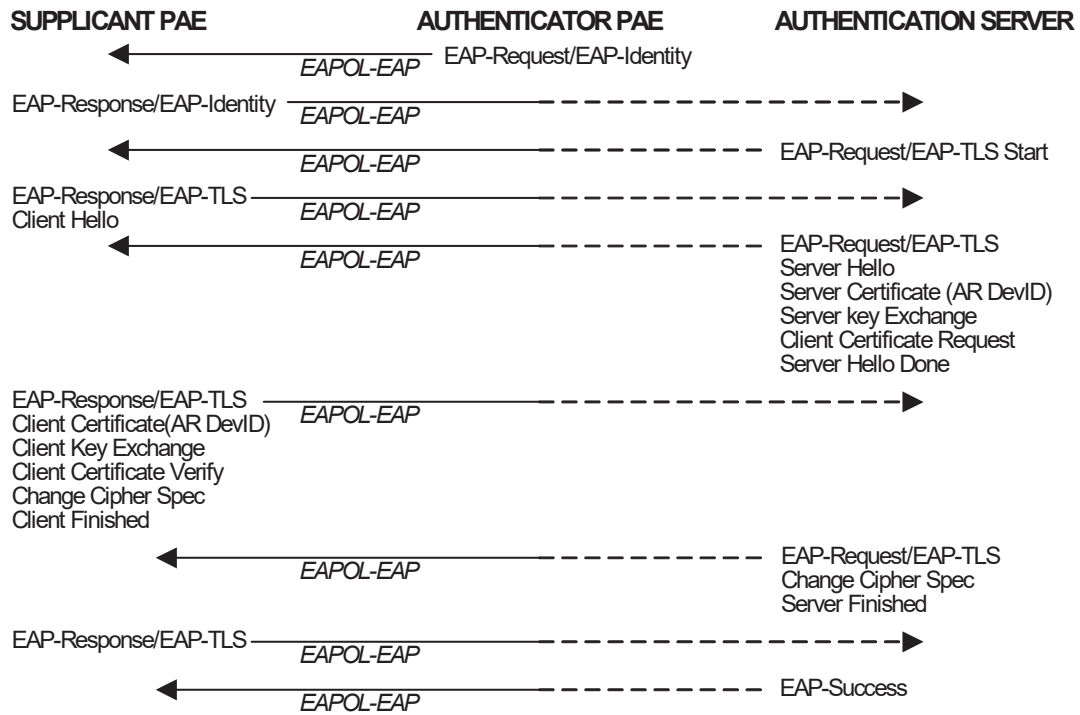 SUPPLICANT PAE AUTHENTICATOR PAE AUTHENTICATION SERVER
EAP-Request/EAP-Identity
EAPOL-EAP
EAP-Response/EAP-Identity
EAPOL-EAP
EAP-Request/EAP-TLS Start
EAPOL-EAP
EAP-Response/EAP-TLS
Client Hello
EAPOL-EAP
EAPOL-EAP
EAP-Request/EAP-TLS
Server Hello
Server Certificate (AR DevID)
Server key Exchange
Client Certificate Request
Server Hello Done
EAP-Response/EAP-TLS
Client Certificate(AR DevID)
Client Key Exchange
Client Certificate Verify
Change Cipher Spec
Client Finished
EAPOL-EAP
EAPOL-EAP
EAP-Request/EAP-TLS
Change Cipher Spec
Server Finished
EAP-Response/EAP-TLS
EAPOL-EAP
EAP-Success
EAPOL-EAP